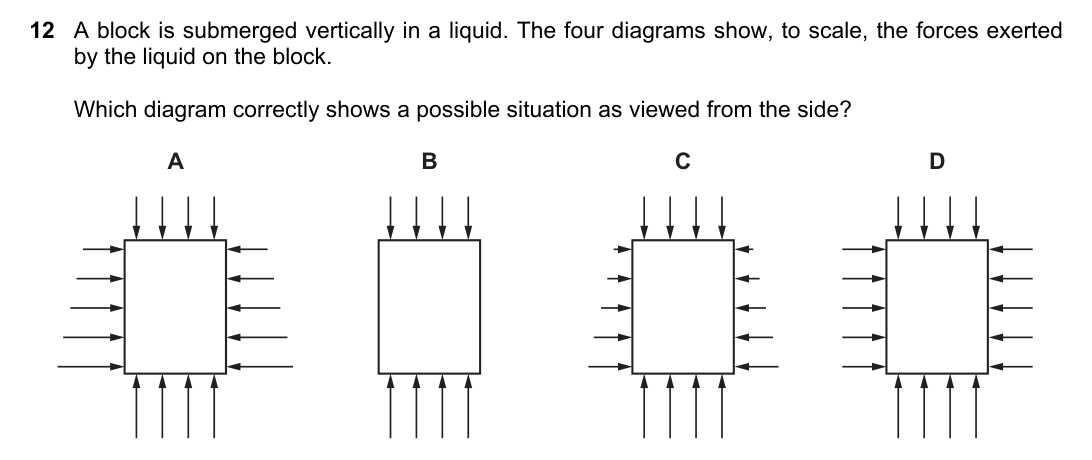 12 A block is submerged vertically in a liquid. The four diagrams show, to scale, the forces exerted
by the liquid on the block.
Which diagram correctly shows a possible situation as viewed from the side?
A B C D